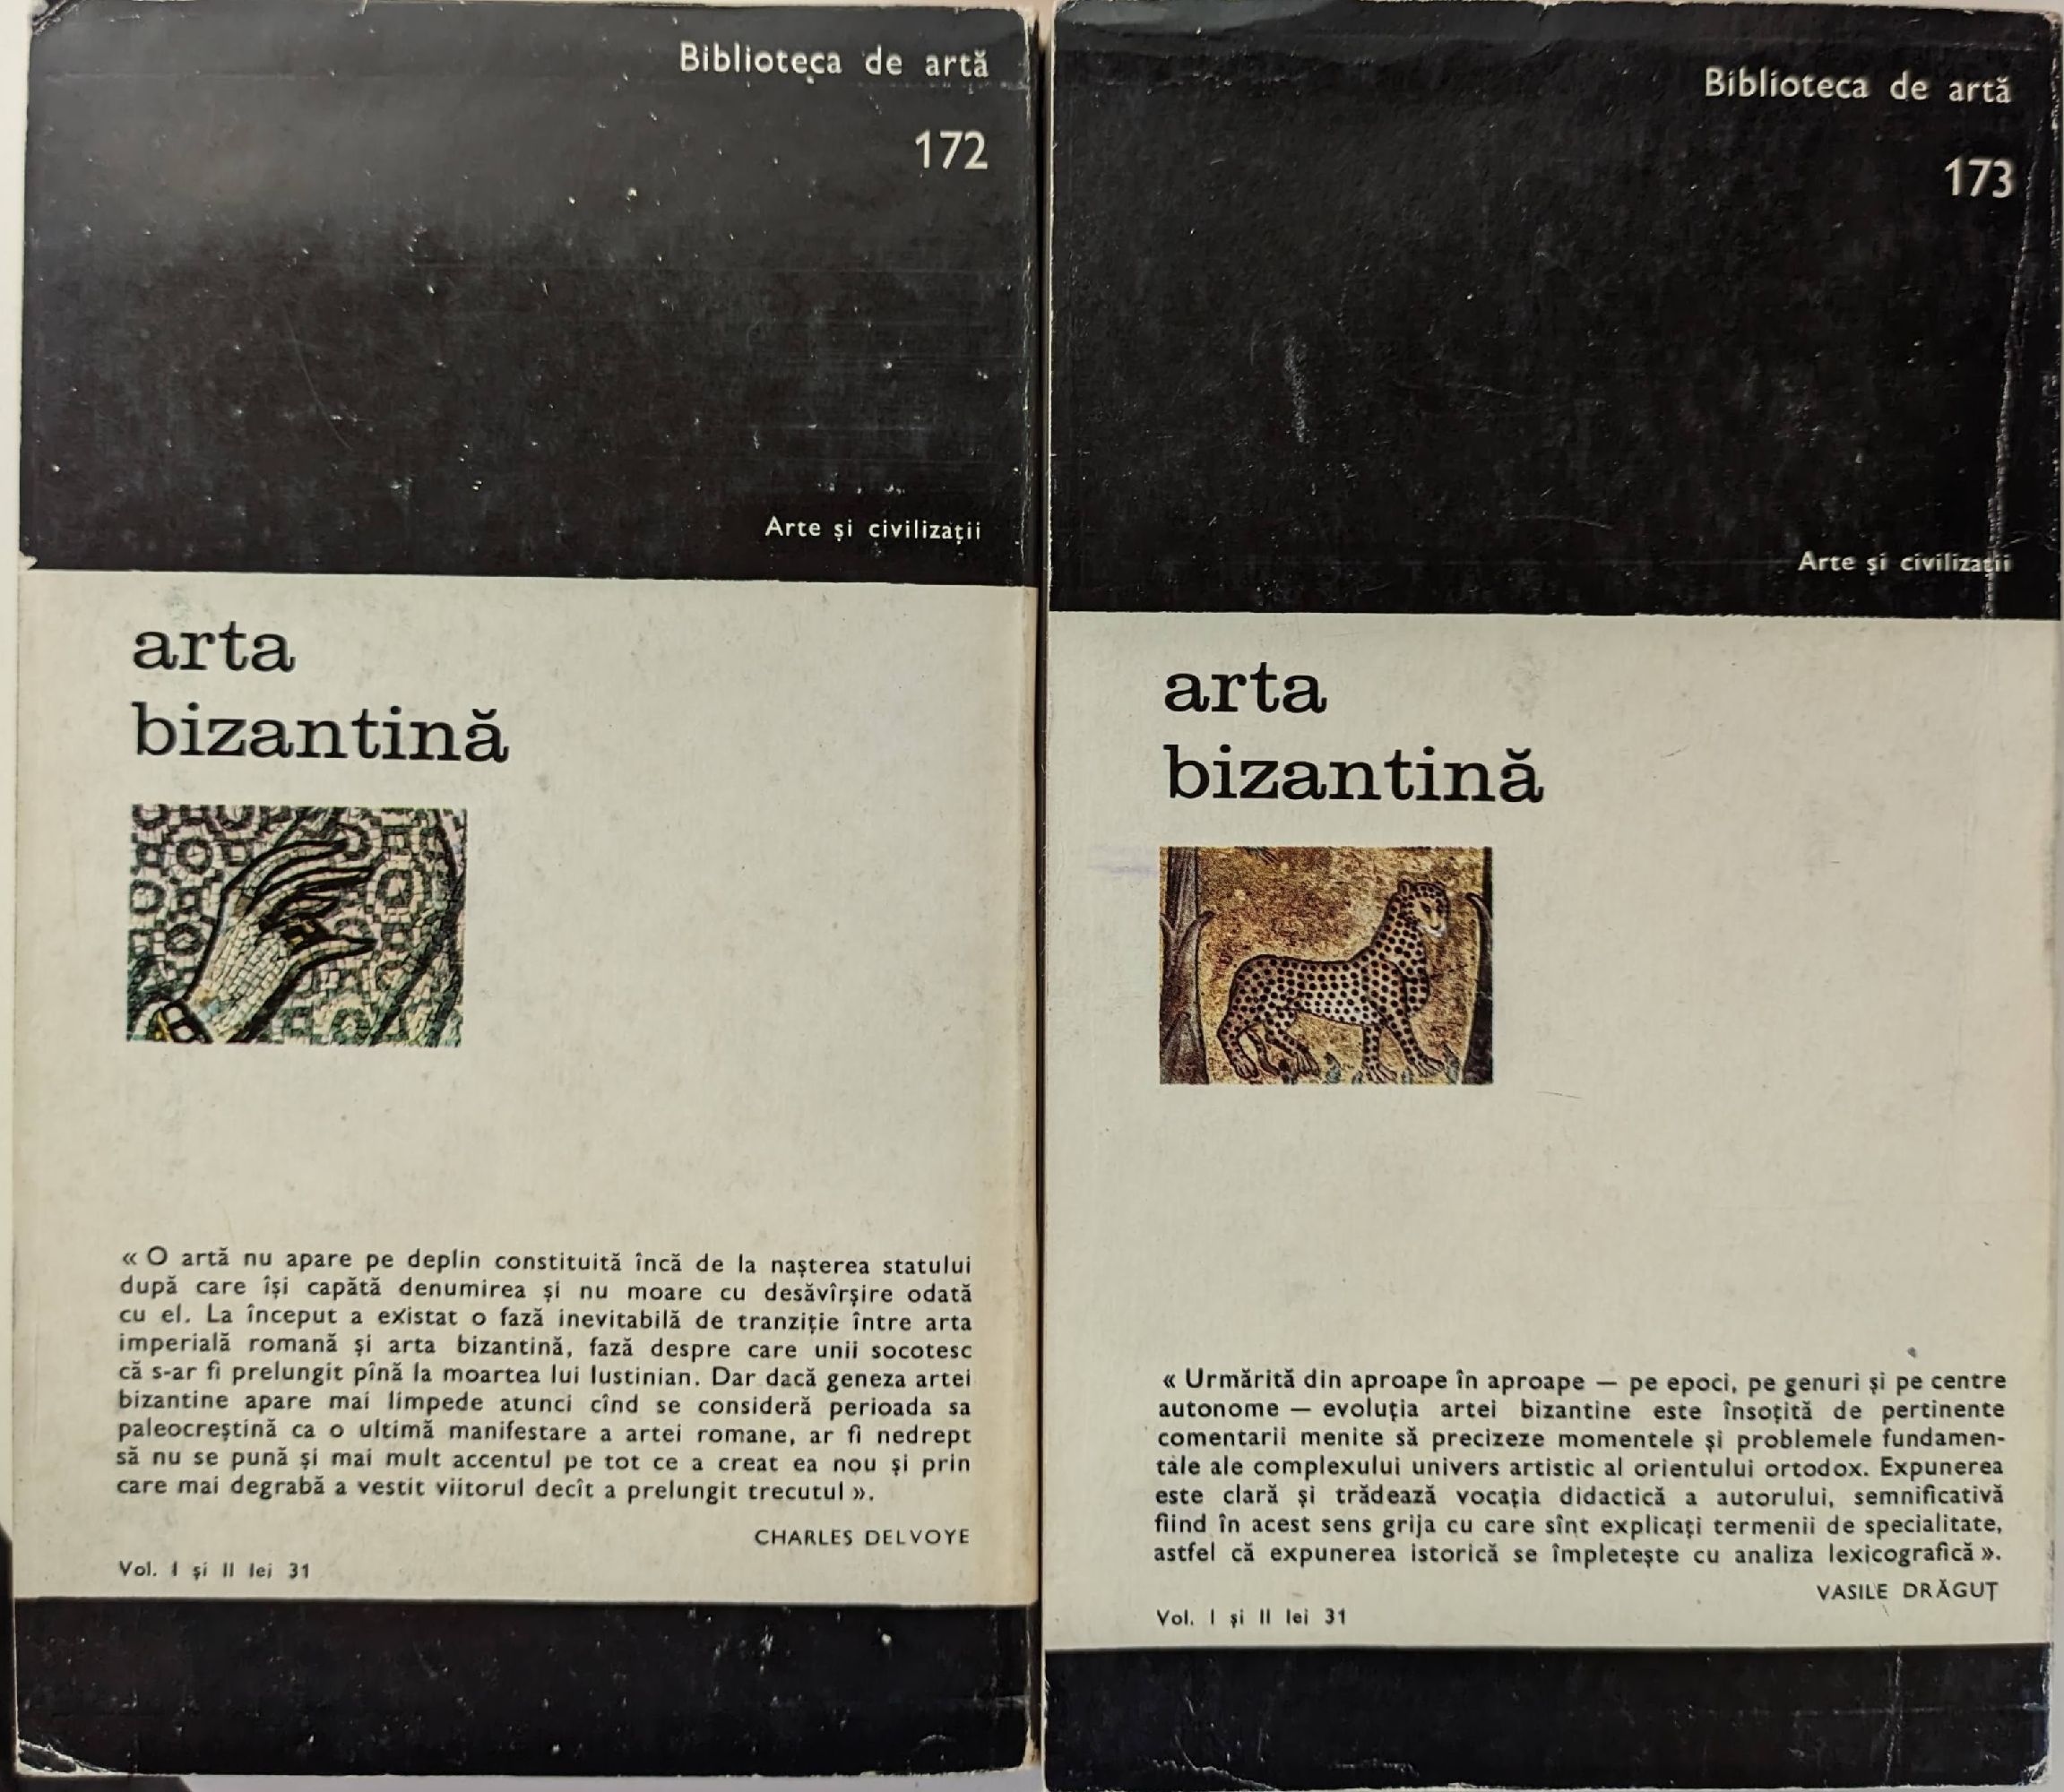 Biblioteca de artă
172
Arte și civilizații
arta
bizantină
« O artă nu apare pe deplin constituită încă de la nașterea statului
după care își capătă denumirea și nu moare cu desăvîrșire odată
cu el. La început a existat o fază inevitabilă de tranziție între arta
imperială romană și arta bizantină, fază despre care unii socotesc
că s-ar fi prelungit pînă la moartea lui Iustinian. Dar dacă geneza artei
bizantine apare mai limpede atunci cînd se consideră perioada sa
paleocreștină ca o ultimă manifestare a artei romane, ar fi nedrept
să nu se pună și mai mult accentul pe tot ce a creat ea nou și prin
care mai degrabă a vestit viitorul decît a prelungit trecutul ».
CHARLES DELVOYE
Vol. I și II lei 31
Biblioteca de artă
173
Arte și civilizații
arta
bizantină
« Urmărită din aproape în aproape — pe epoci, pe genuri și pe centre
autonome — evoluția artei bizantine este însoțită de pertinente
comentarii menite să precizeze momentele și problemele fundamen-
tale ale complexului univers artistic al orientului ortodox. Expunerea
este clară și trădează vocația didactică a autorului, semnificativă
fiind în acest sens grija cu care sînt explicați termenii de specialitate,
astfel că expunerea istorică se împletește cu analiza lexicografică ».
VASILE DRĂGUȚ
Vol. I și II lei 31